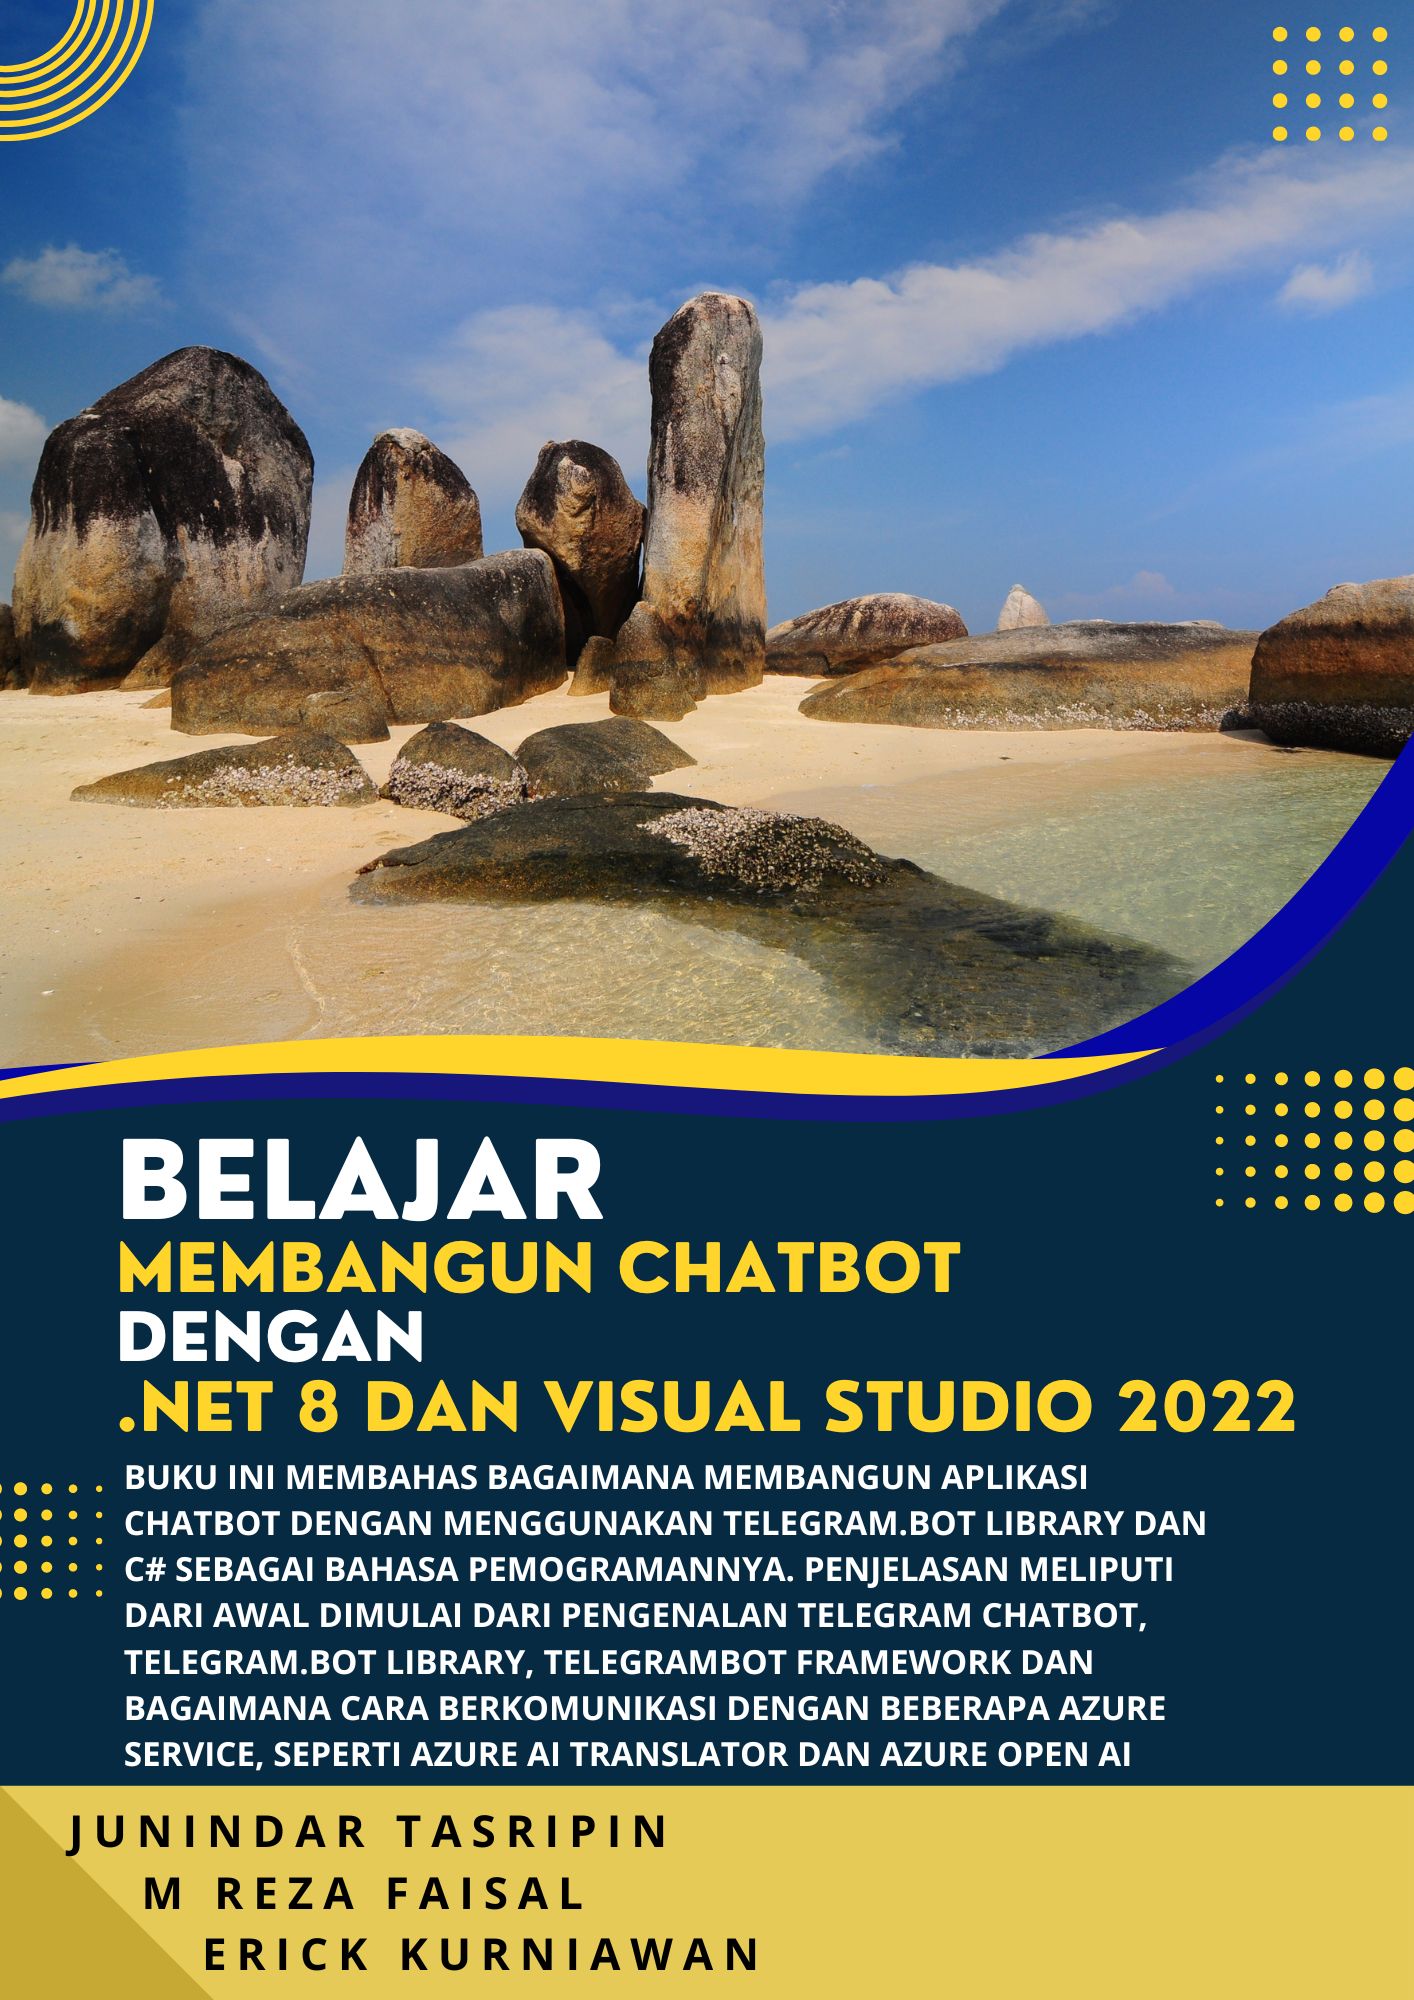 BELAJAR
MEMBANGUN CHATBOT
DENGAN
.NET 8 DAN VISUAL STUDIO 2022
BUKU INI MEMBAHAS BAGAIMANA MEMBANGUN APLIKASI
CHATBOT DENGAN MENGGUNAKAN TELEGRAM.BOT LIBRARY DAN
C# SEBAGAI BAHASA PEMOGRAMANNYA. PENJELASAN MELIPUTI
DARI AWAL DIMULAI DARI PENGENALAN TELEGRAM CHATBOT,
TELEGRAM.BOT LIBRARY, TELEGRAMBOT FRAMEWORK DAN
BAGAIMANA CARA BERKOMUNIKASI DENGAN BEBERAPA AZURE
SERVICE, SEPERTI AZURE AI TRANSLATOR DAN AZURE OPEN AI
JUNINDAR TASRIPIN
M REZA FAISAL
ERICK KURNIAWAN